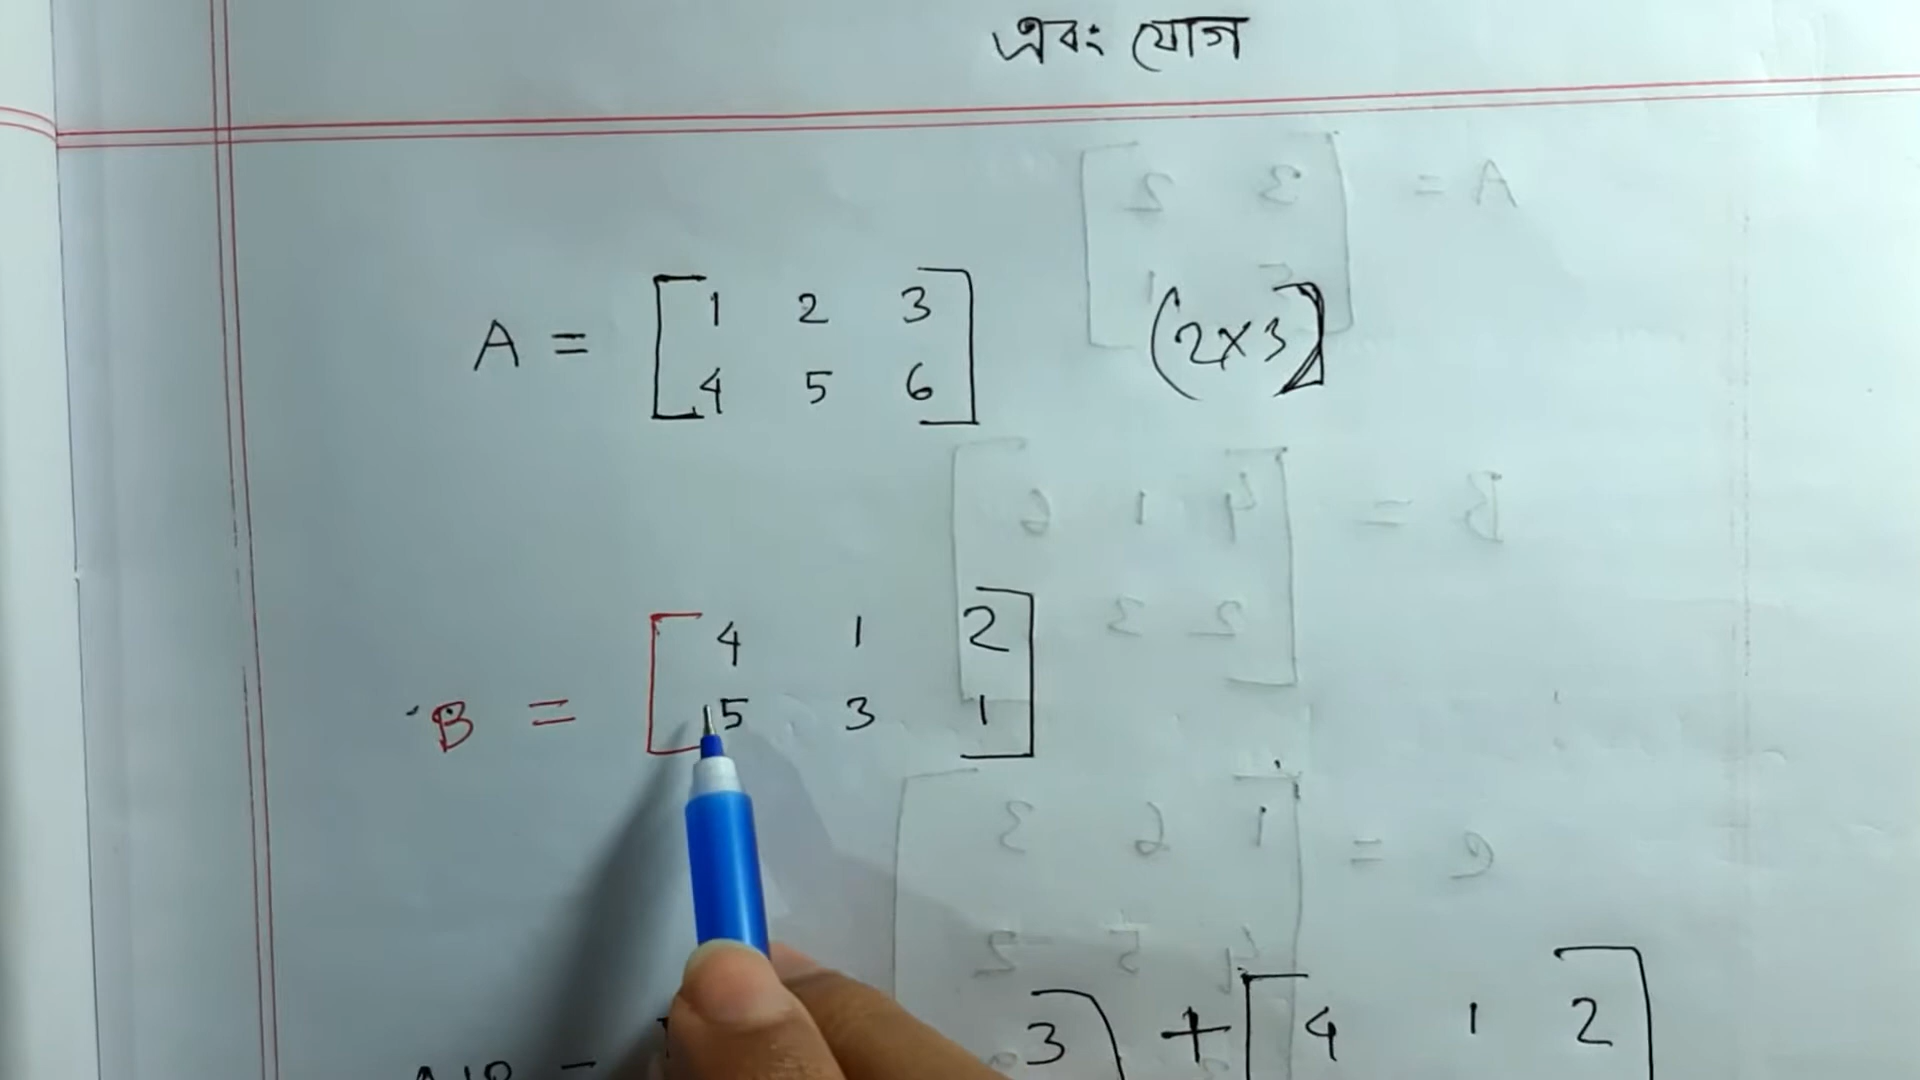 এবং যোগ
A = [1 2 3
4 5 6] (2×3)
B = [4 1 2
5 3 1]
3] + [4 1 2]